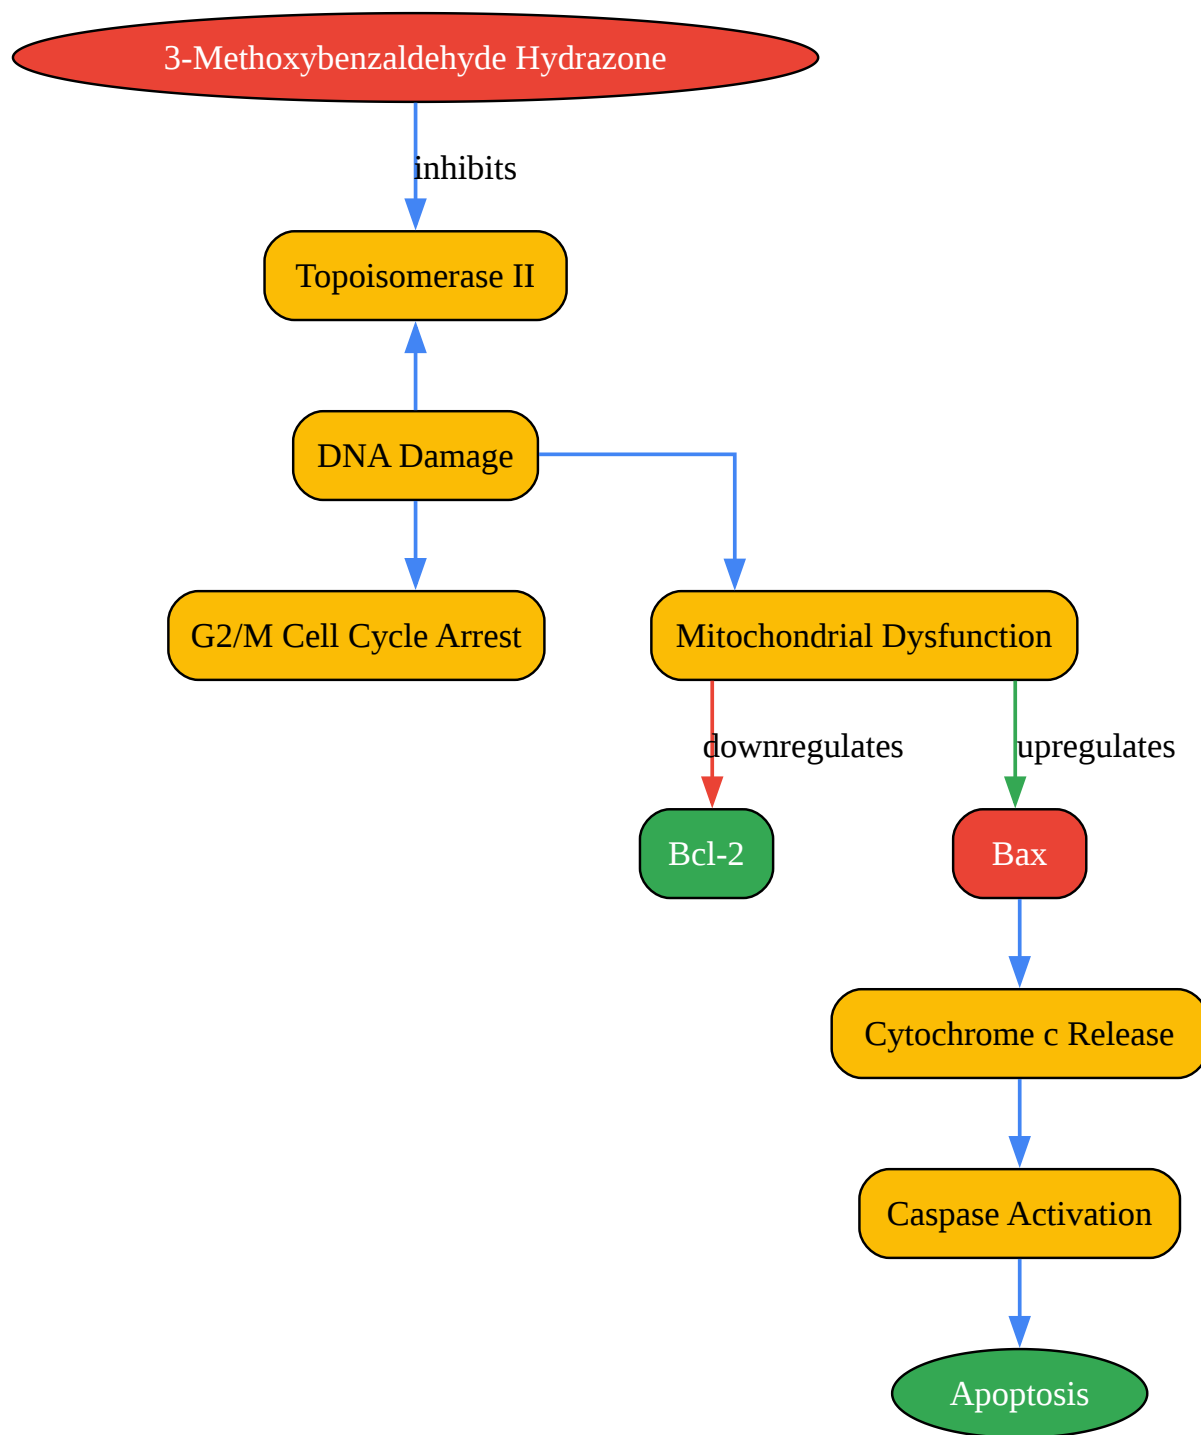 3-Methoxybenzaldehyde Hydrazone
inhibits
Topoisomerase II
DNA Damage
G2/M Cell Cycle Arrest
Mitochondrial Dysfunction
downregulates
upregulates
Bcl-2
Bax
Cytochrome c Release
Caspase Activation
Apoptosis